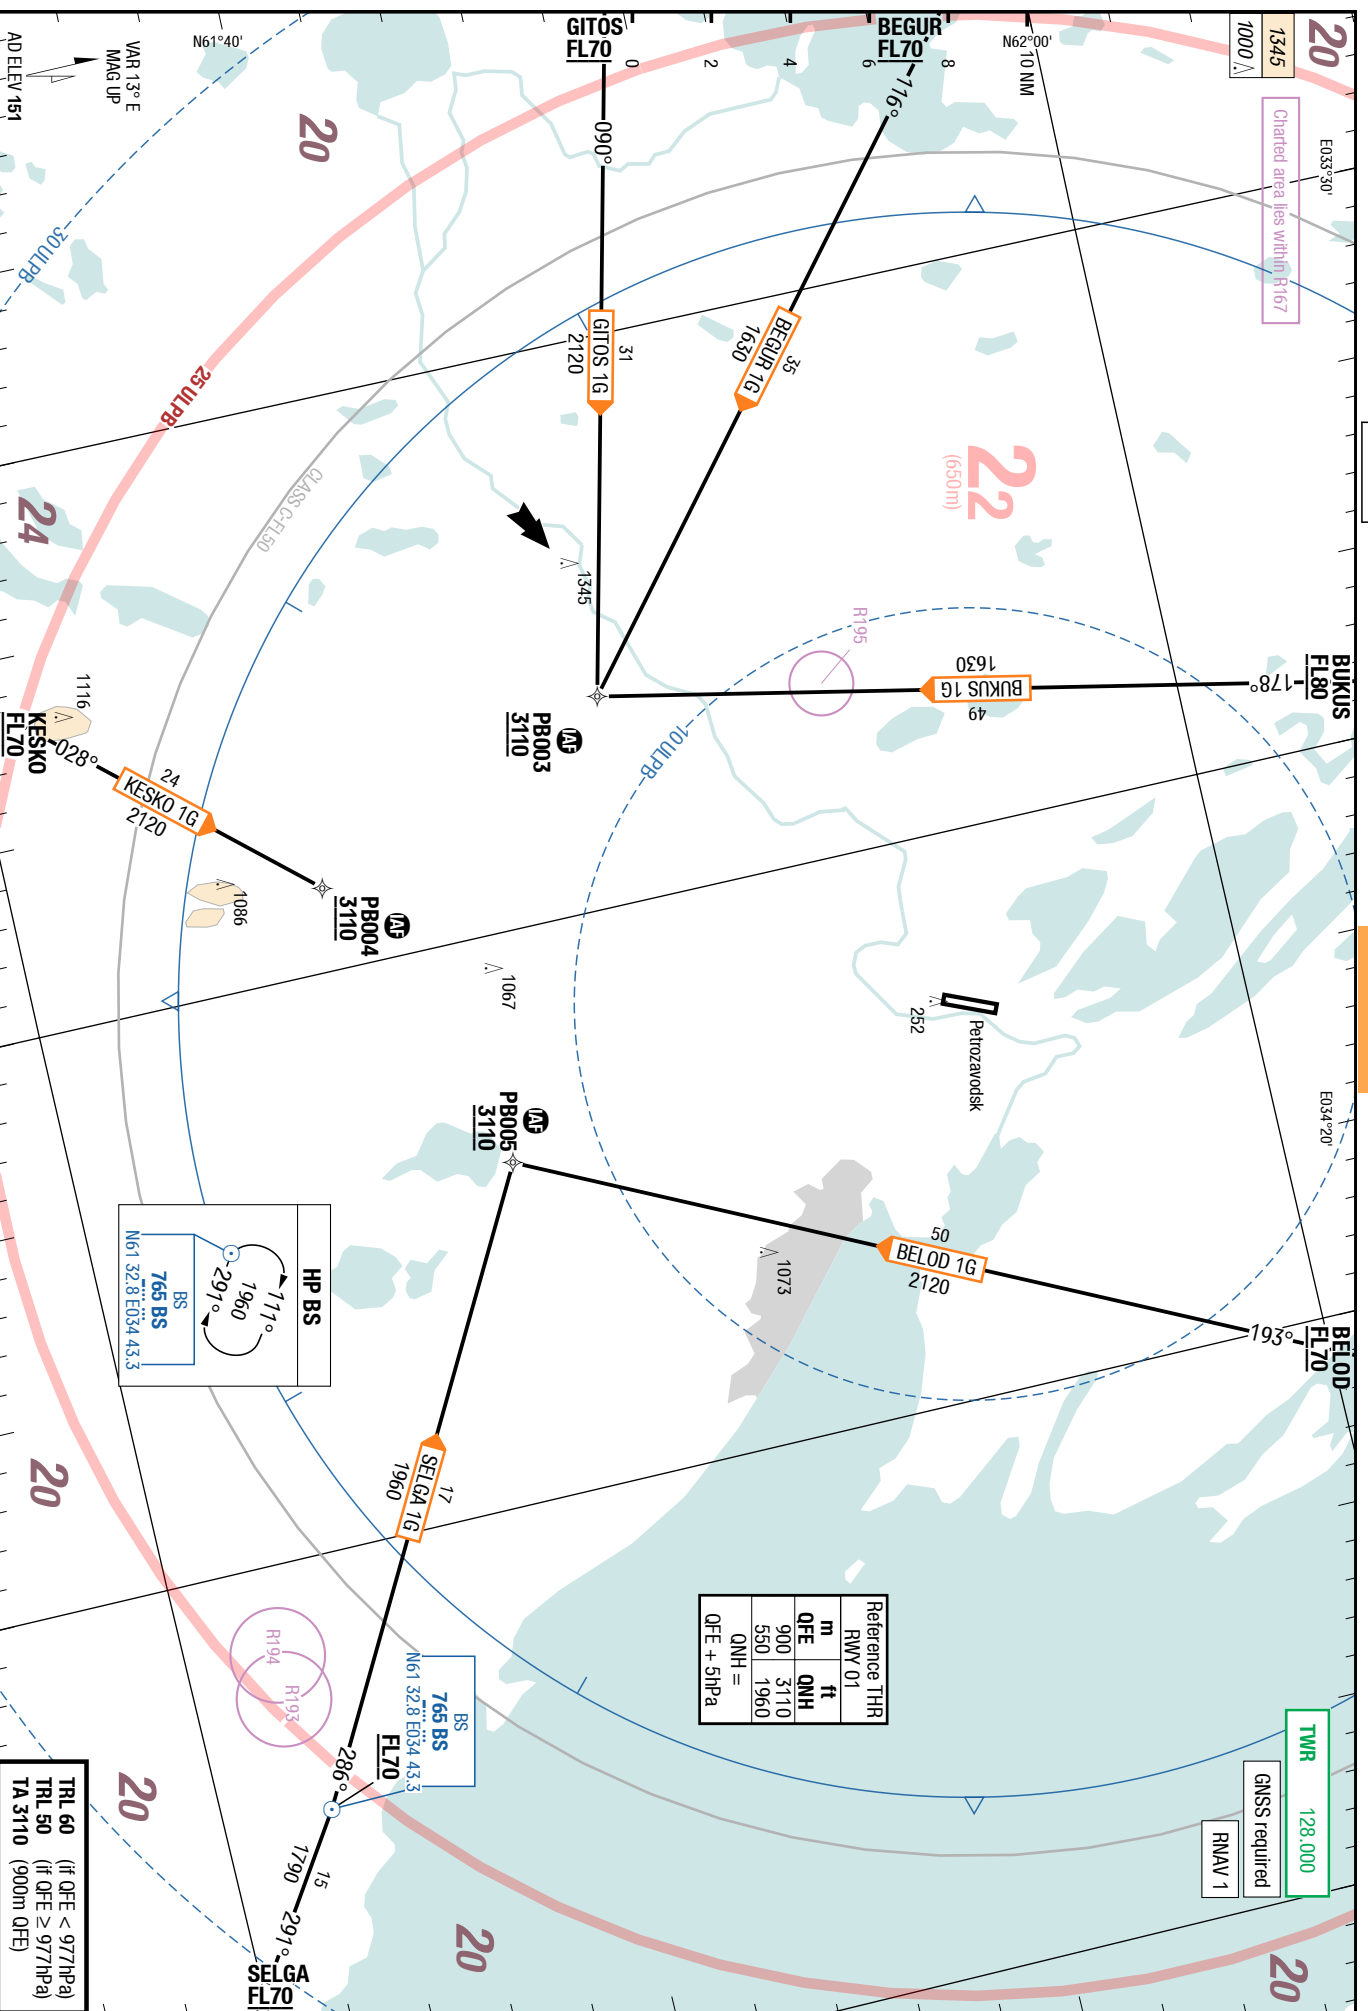 20
1345
1000
Charted area lies within R167
E033°30'
N62°00'
10 NM
8
6
4
2
0
BEGUR
FL70
116°
GITOS
FL70
090°
N61°40'
VAR 13° E
MAG UP
AD ELEV 151
20
30 ULPB
25 ULPB
CLASS C-FL50
24
35
BEGUR 1G
1630
31
GITOS 1G
2120
22
(650m)
1345
R195
BUKUS
FL80
178°
49
BUKUS 1G
1630
10 ULPB
IAF
PB003
3110
1116
KESKO
FL70
028°
24
KESKO 1G
2120
1086
IAF
PB004
3110
1067
252
Petrozavodsk
E034°20'
IAF
PB005
3110
1073
50
BELOD 1G
2120
BELOD
FL70
193°
HP BS
111°
1960
291°
BS
765 BS
N61 32.8 E034 43.3
17
SELGA 1G
1960
20
R194
R193
Reference THR
RWY 01
m ft
QFE QNH
900 3110
550 1960
QNH =
QFE + 5hPa
BS
765 BS
N61 32.8 E034 43.3
FL70
286°
15
1790
291°
SELGA
FL70
TWR 128.000
GNSS required
RNAV 1
20
20
20
TRL 60 (if QFE < 977hPa)
TRL 50 (if QFE ≥ 977hPa)
TA 3110 (900m QFE)